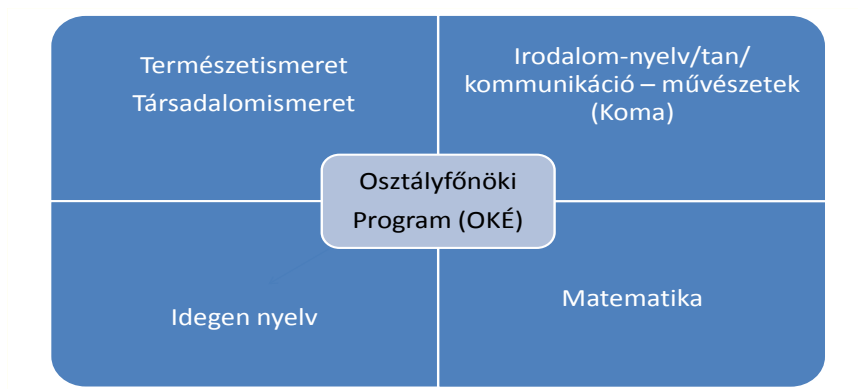 Természetismeret
Társadalomismeret
Irodalom-nyelv/tan/
kommunikáció – művészetek
(Koma)
Osztályfőnöki
Program (OKÉ)
Idegen nyelv
Matematika